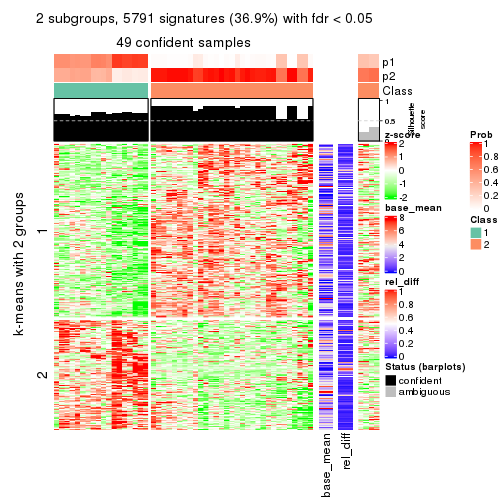 2 subgroups, 5791 signatures (36.9%) with fdr < 0.05
49 confident samples
p1
p2
Class
1
0.5
0
Silhouette
score
k-means with 2 groups
1
2
base_mean
rel_diff
z-score
2
1
0
-1
-2
base_mean
8
6
4
2
0
rel_diff
1
0.8
0.6
0.4
0.2
0
Status (barplots)
confident
ambiguous
Prob
1
0.8
0.6
0.4
0.2
0
Class
1
2